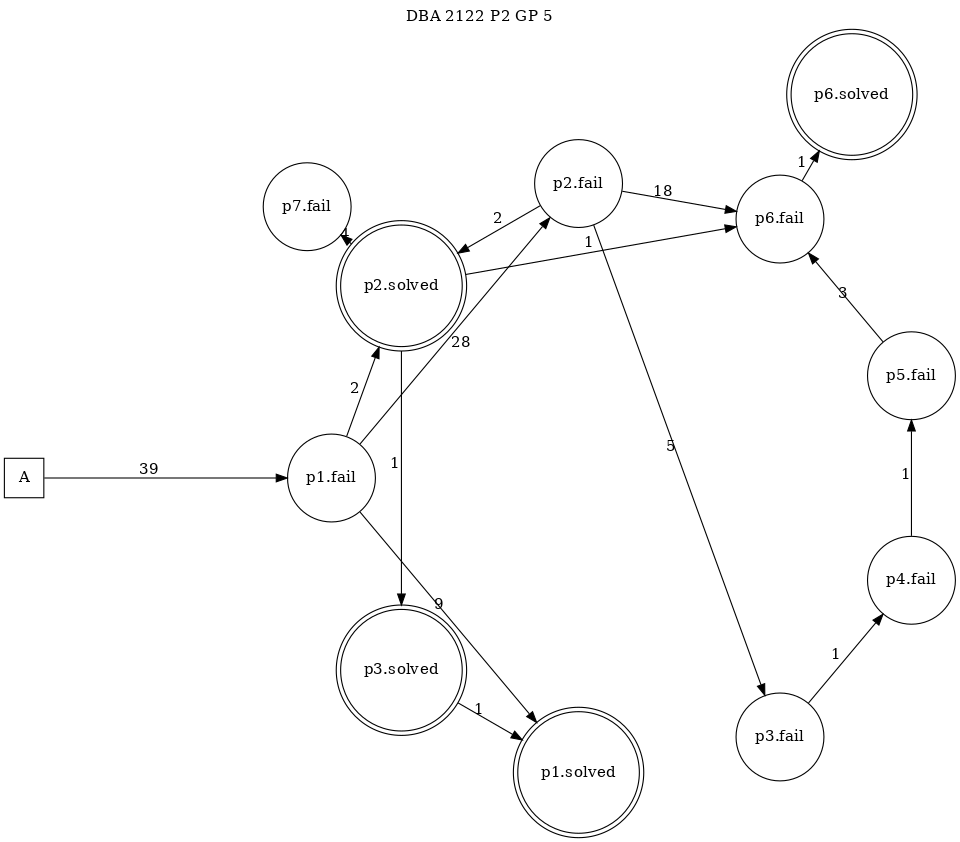 DBA 2122 P2 GP 5
p6.solved
1
p2.fail
p7.fail
18
2
p6.fail
4
1
p2.solved
3
28
p5.fail
2
5
1
39
A
p1.fail
1
p4.fail
9
1
p3.solved
1
p3.fail
p1.solved